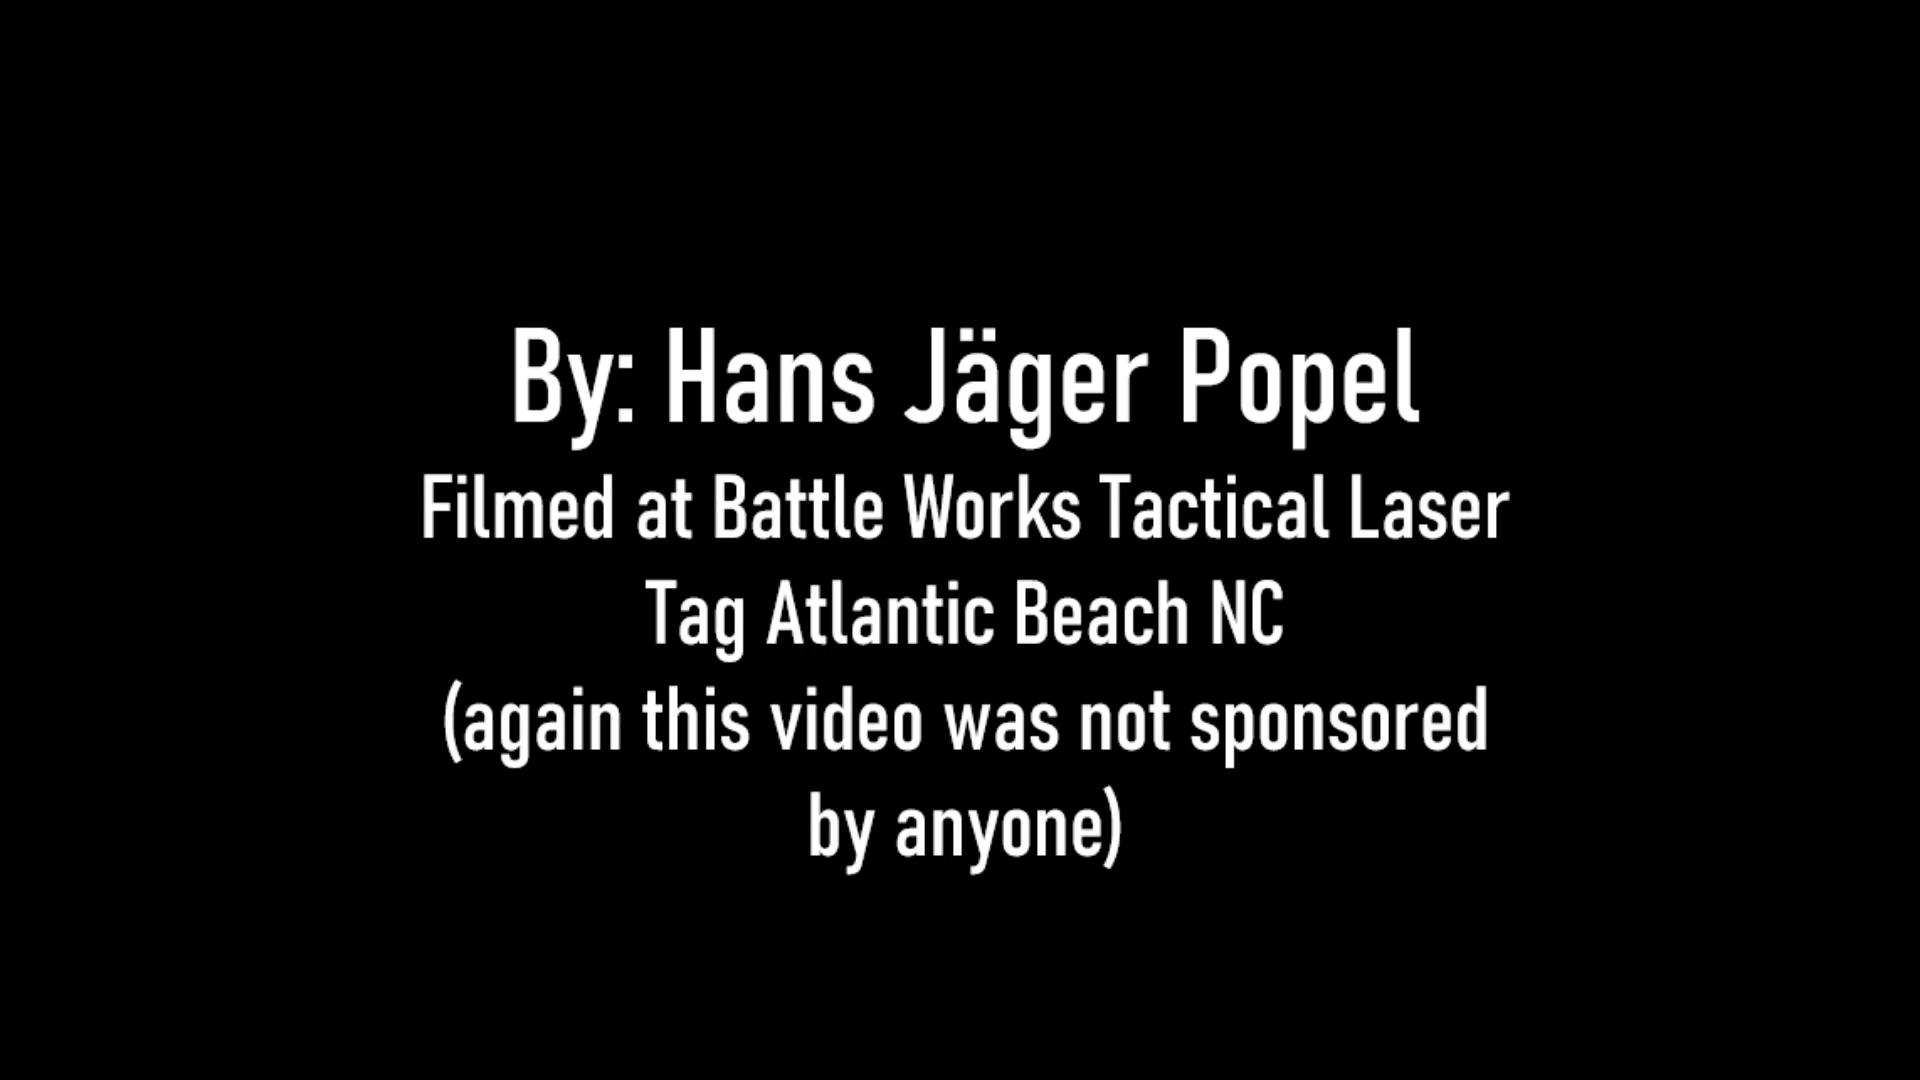 By: Hans Jäger Popel
Filmed at Battle Works Tactical Laser
Tag Atlantic Beach NC
(again this video was not sponsored
by anyone)